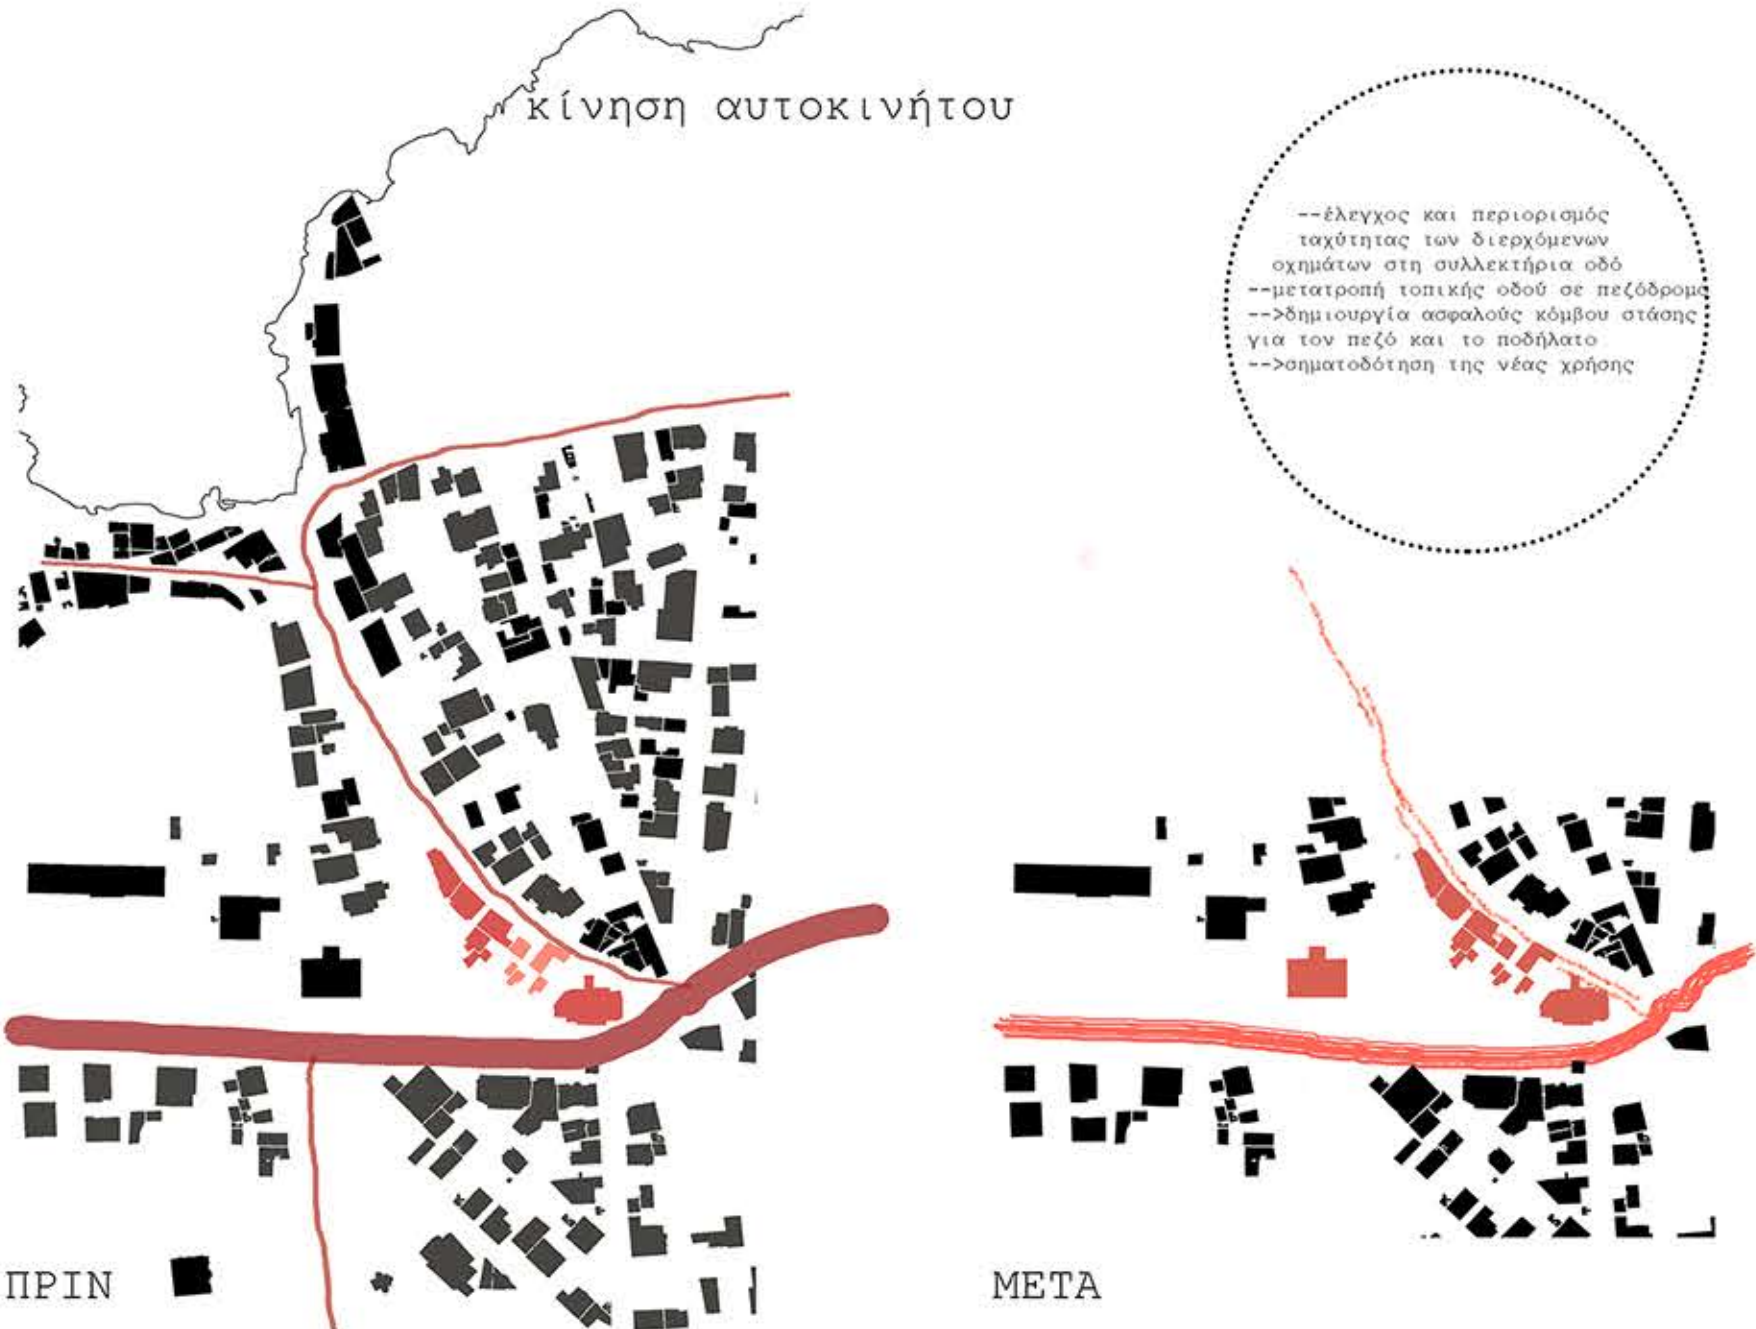 κίνηση αυτοκινήτου
--έλεγχος και περιορισμός
ταχύτητας των διερχόμενων
οχημάτων στη συλλεκτήρια οδό
--μετατροπή τοπικής οδού σε πεζόδρομο
-->δημιουργία ασφαλούς κόμβου στάσης
για τον πεζό και το ποδήλατο
-->σηματοδότηση της νέας χρήσης
ΠΡΙΝ
ΜΕΤΑ